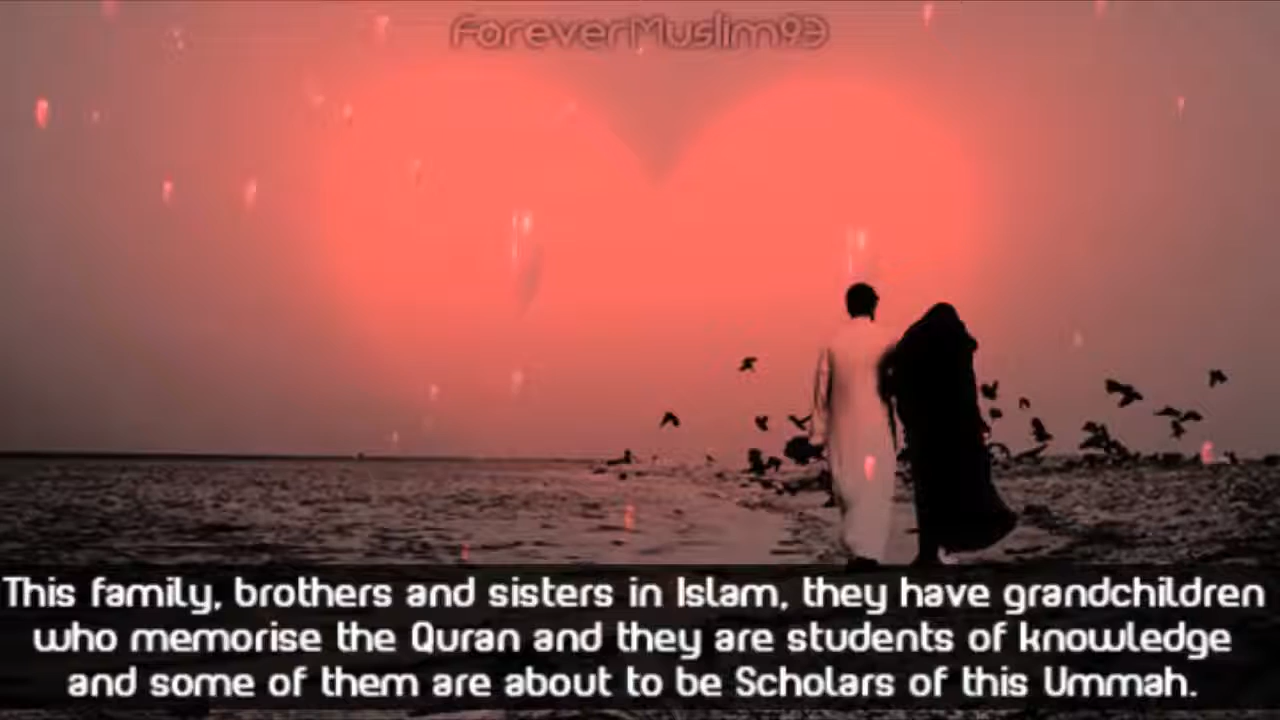 ForeverMuslim93
This family, brothers and sisters in Islam, they have grandchildren
who memorise the Quran and they are students of knowledge
and some of them are about to be Scholars of this Ummah.